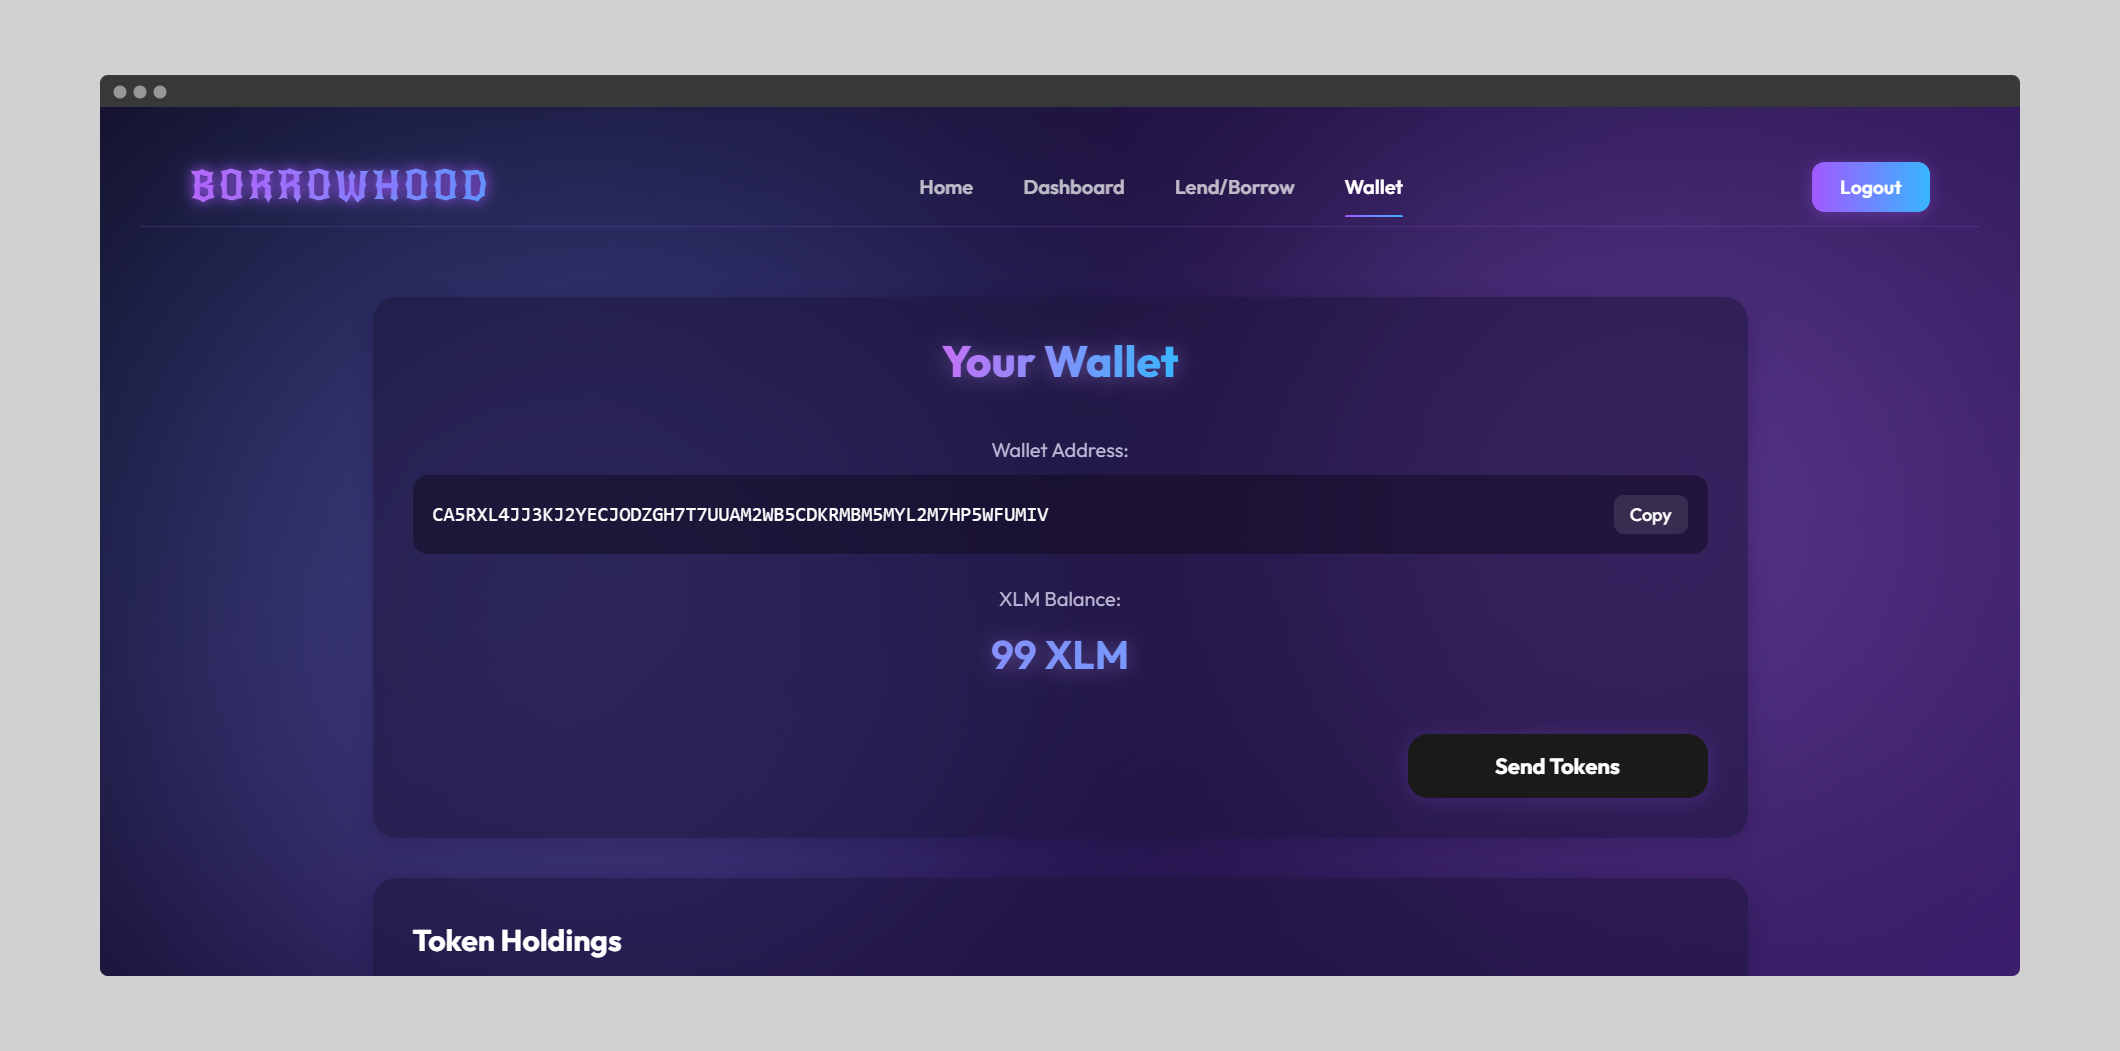 BORROWHOOD
Home Dashboard Lend/Borrow Wallet
Logout
Your Wallet
Wallet Address:
CA5RXL4JJ3KJ2YECJODZGH7T7UUAM2WB5CDKRMBM5MYL2M7HP5WFUMIV
Copy
XLM Balance:
99 XLM
Send Tokens
Token Holdings